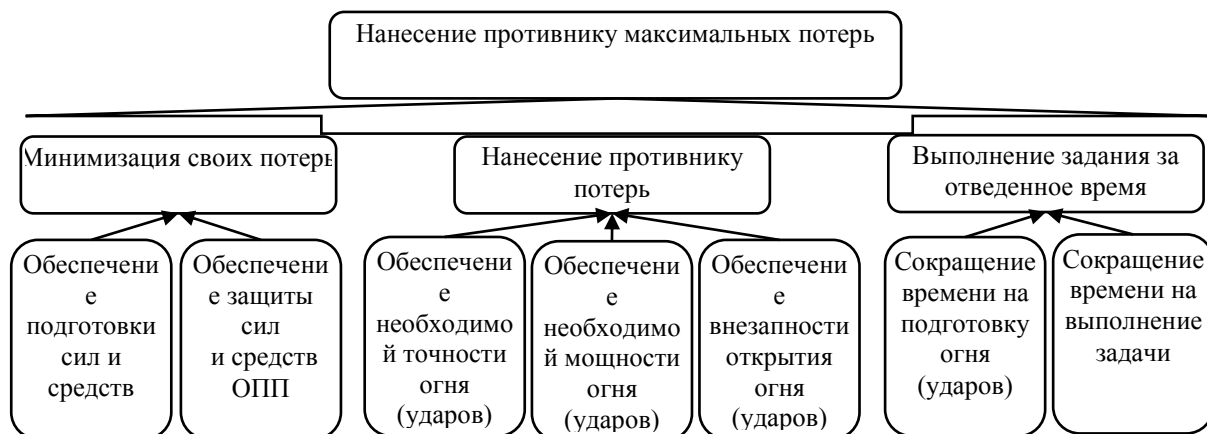 Нанесение противнику максимальных потерь
Минимизация своих потерь
Нанесение противнику
потерь
Выполнение задания за
отведенное время
Обеспечени
е
подготовки
сил и
средств
Обеспечени
е защиты
сил
и средств
ОПП
Обеспечени
е
необходимо
й точности
огня
(ударов)
Обеспечени
е
необходимо
й мощности
огня
(ударов)
Обеспечени
е
внезапности
открытия
огня
(ударов)
Сокращение
времени на
подготовку
огня
(ударов)
Сокращение
времени на
выполнение
задачи